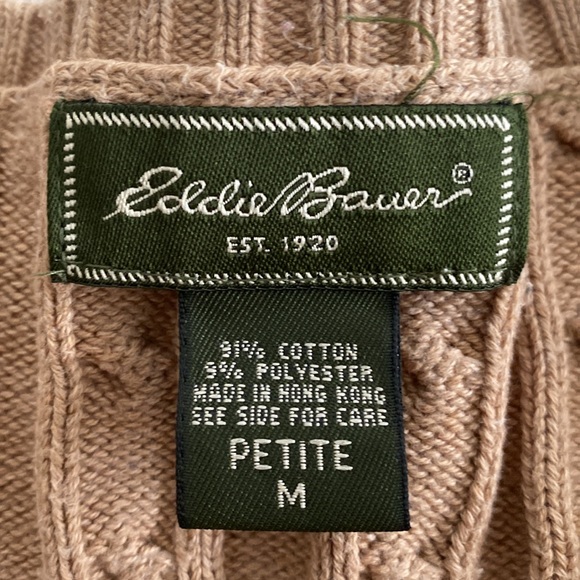 Eddie Bauer®
EST. 1920
91% COTTON
9% POLYESTER
MADE IN HONG KONG
SEE SIDE FOR CARE
PETITE
M